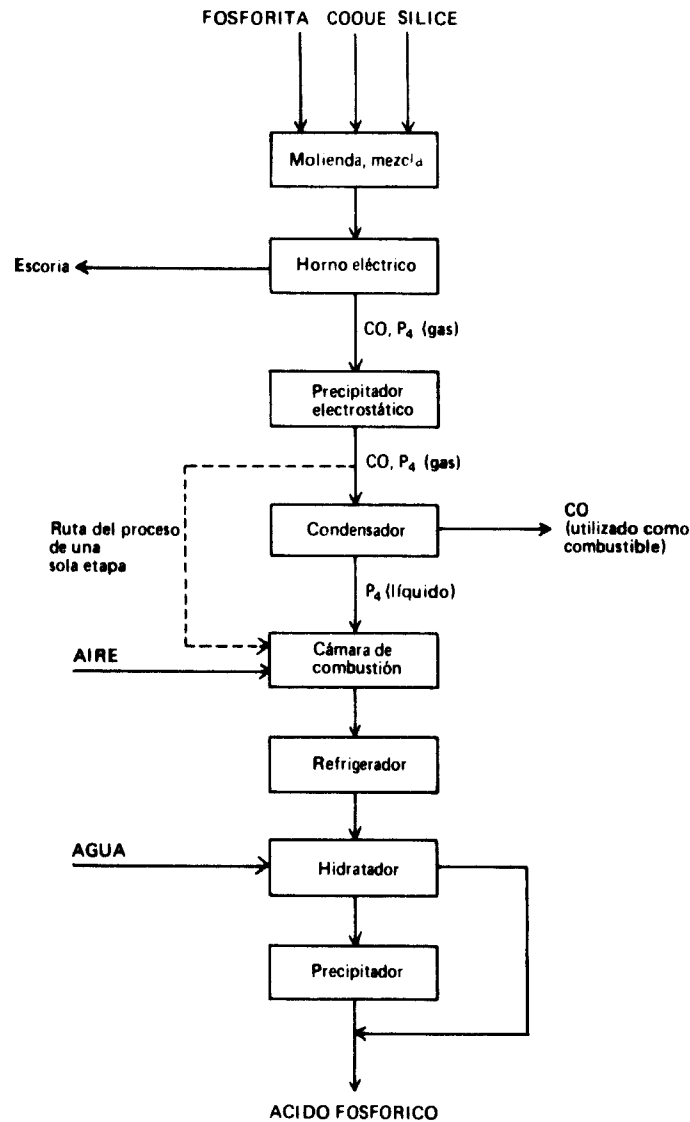 FOSFORITA COQUE SILICE
Molienda, mezcla
Horno eléctrico
Escoria
CO, P₄ (gas)
Precipitador
electrostático
CO, P₄ (gas)
Ruta del proceso
de una
sola etapa
Condensador
CO
(utilizado como
combustible)
P₄ (líquido)
Cámara de
combustión
AIRE
Refrigerador
AGUA
Hidratador
Precipitador
ACIDO FOSFORICO